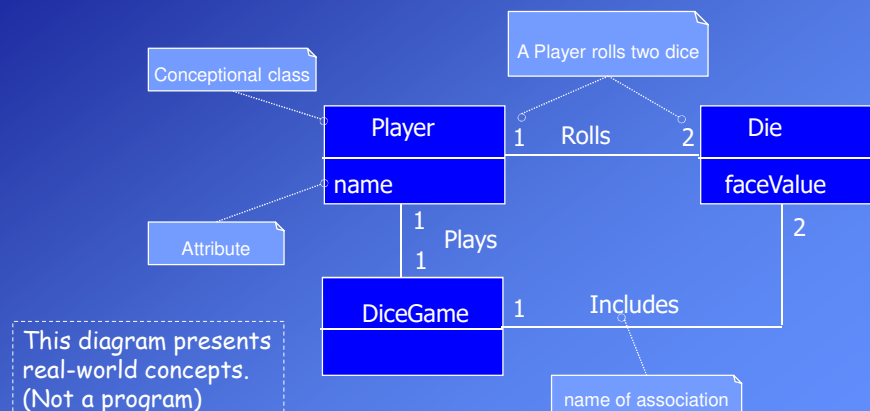 A Player rolls two dice
Conceptional class
Player
1
Rolls
2
Die
name
faceValue
Attribute
1
Plays
1
2
DiceGame
1
Includes
This diagram presents
real-world concepts.
(Not a program)
name of association